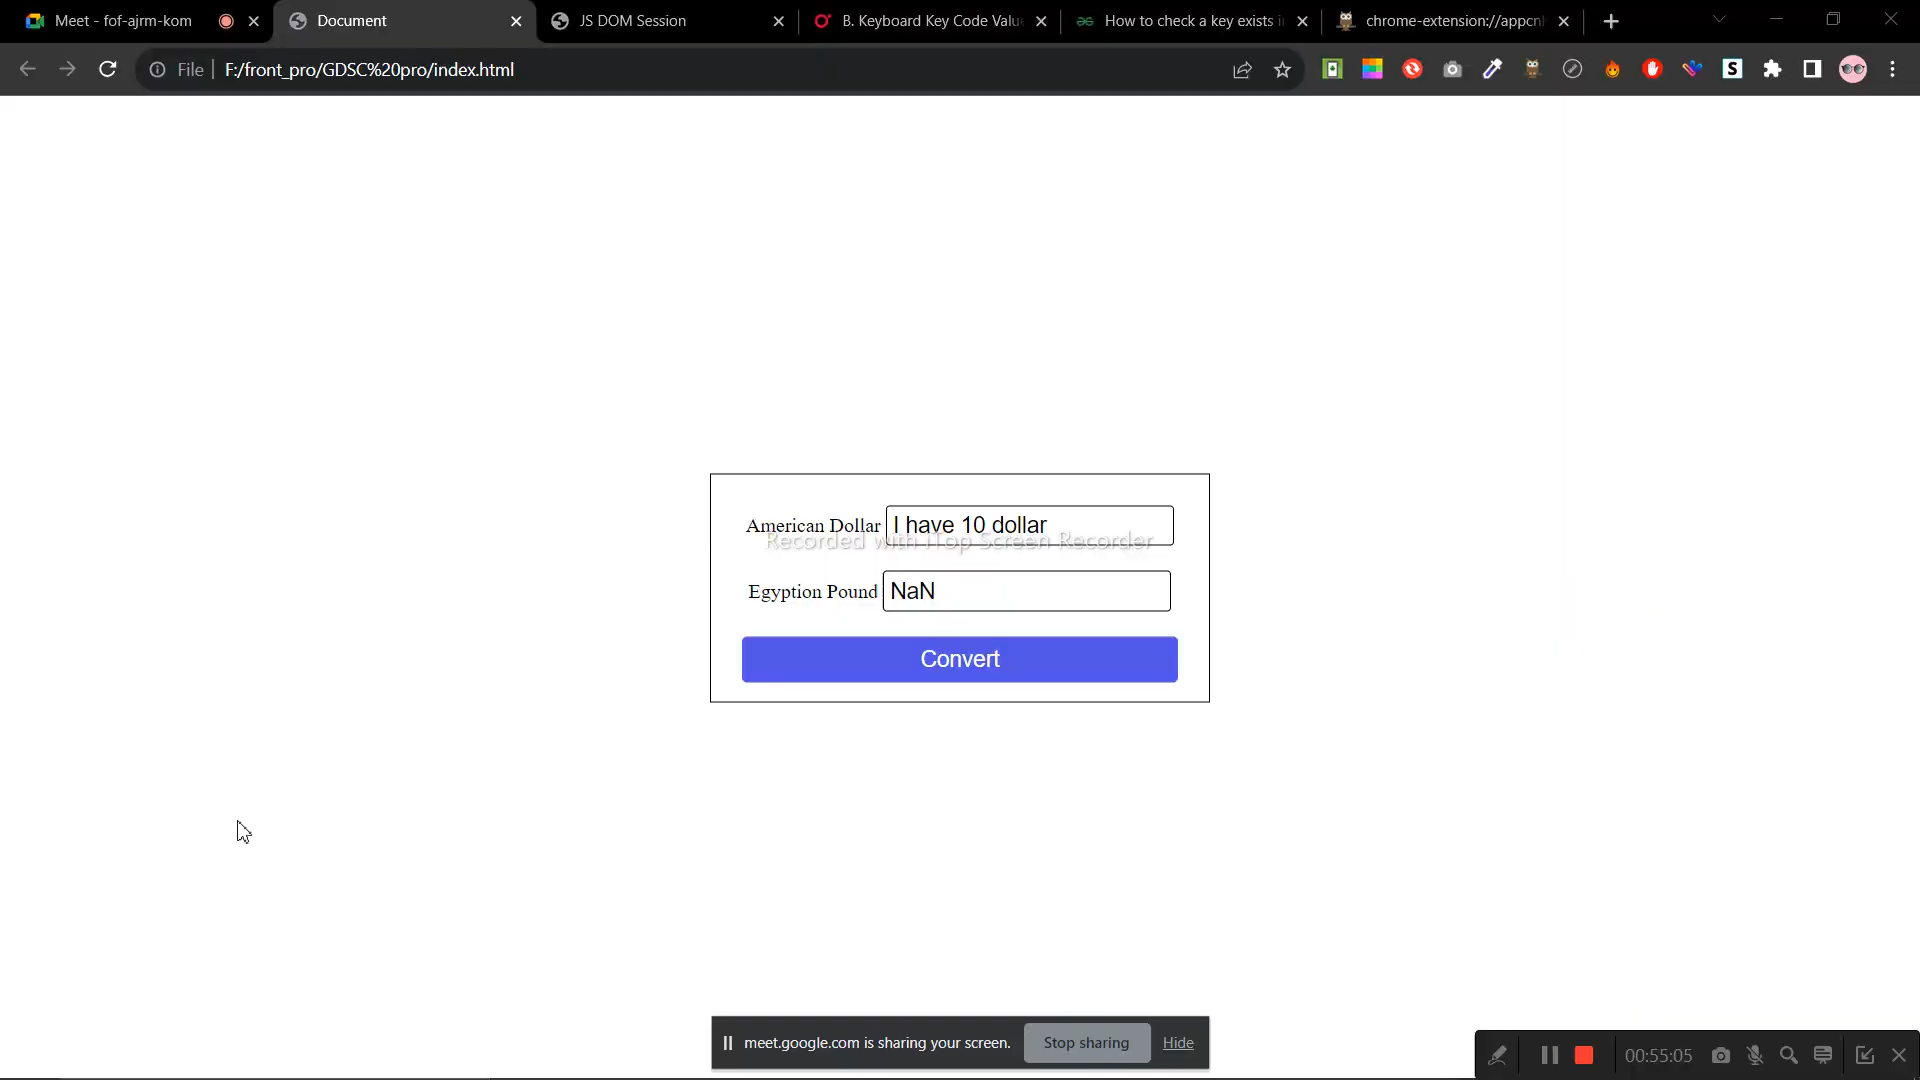 Meet - fof-ajrm-kom
Document
JS DOM Session
B. Keyboard Key Code Valu
How to check a key exists i
chrome-extension://appcn
File
F:/front_pro/GDSC%20pro/index.html
American Dollar
I have 10 dollar
Recorded with iTop Screen Recorder
Egyption Pound
NaN
Convert
meet.google.com is sharing your screen.
Stop sharing
Hide
00:55:05